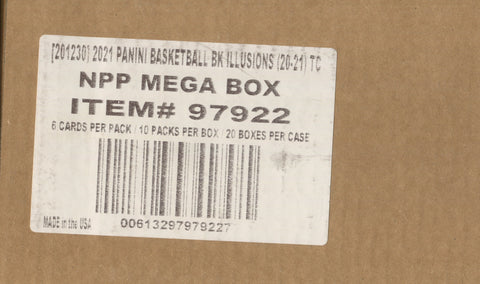 [201230] 2021 PANINI BASKETBALL BK ILLUSIONS (20-21) TC
NPP MEGA BOX
ITEM# 97922
6 CARDS PER PACK / 10 PACKS PER BOX / 20 BOXES PER CASE
MADE in the USA
00613297979227